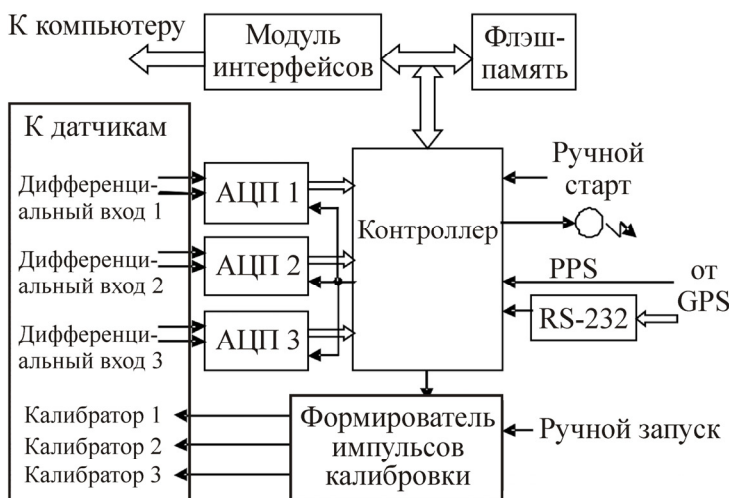 К компьютеру
Модуль
интерфейсов
Флэш-
память
К датчикам
Дифференци-
альный вход 1
АЦП 1
Дифференци-
альный вход 2
АЦП 2
Дифференци-
альный вход 3
АЦП 3
Контроллер
Ручной
старт
PPS
от
GPS
RS-232
Калибратор 1
Калибратор 2
Калибратор 3
Формирователь
импульсов
калибровки
Ручной запуск